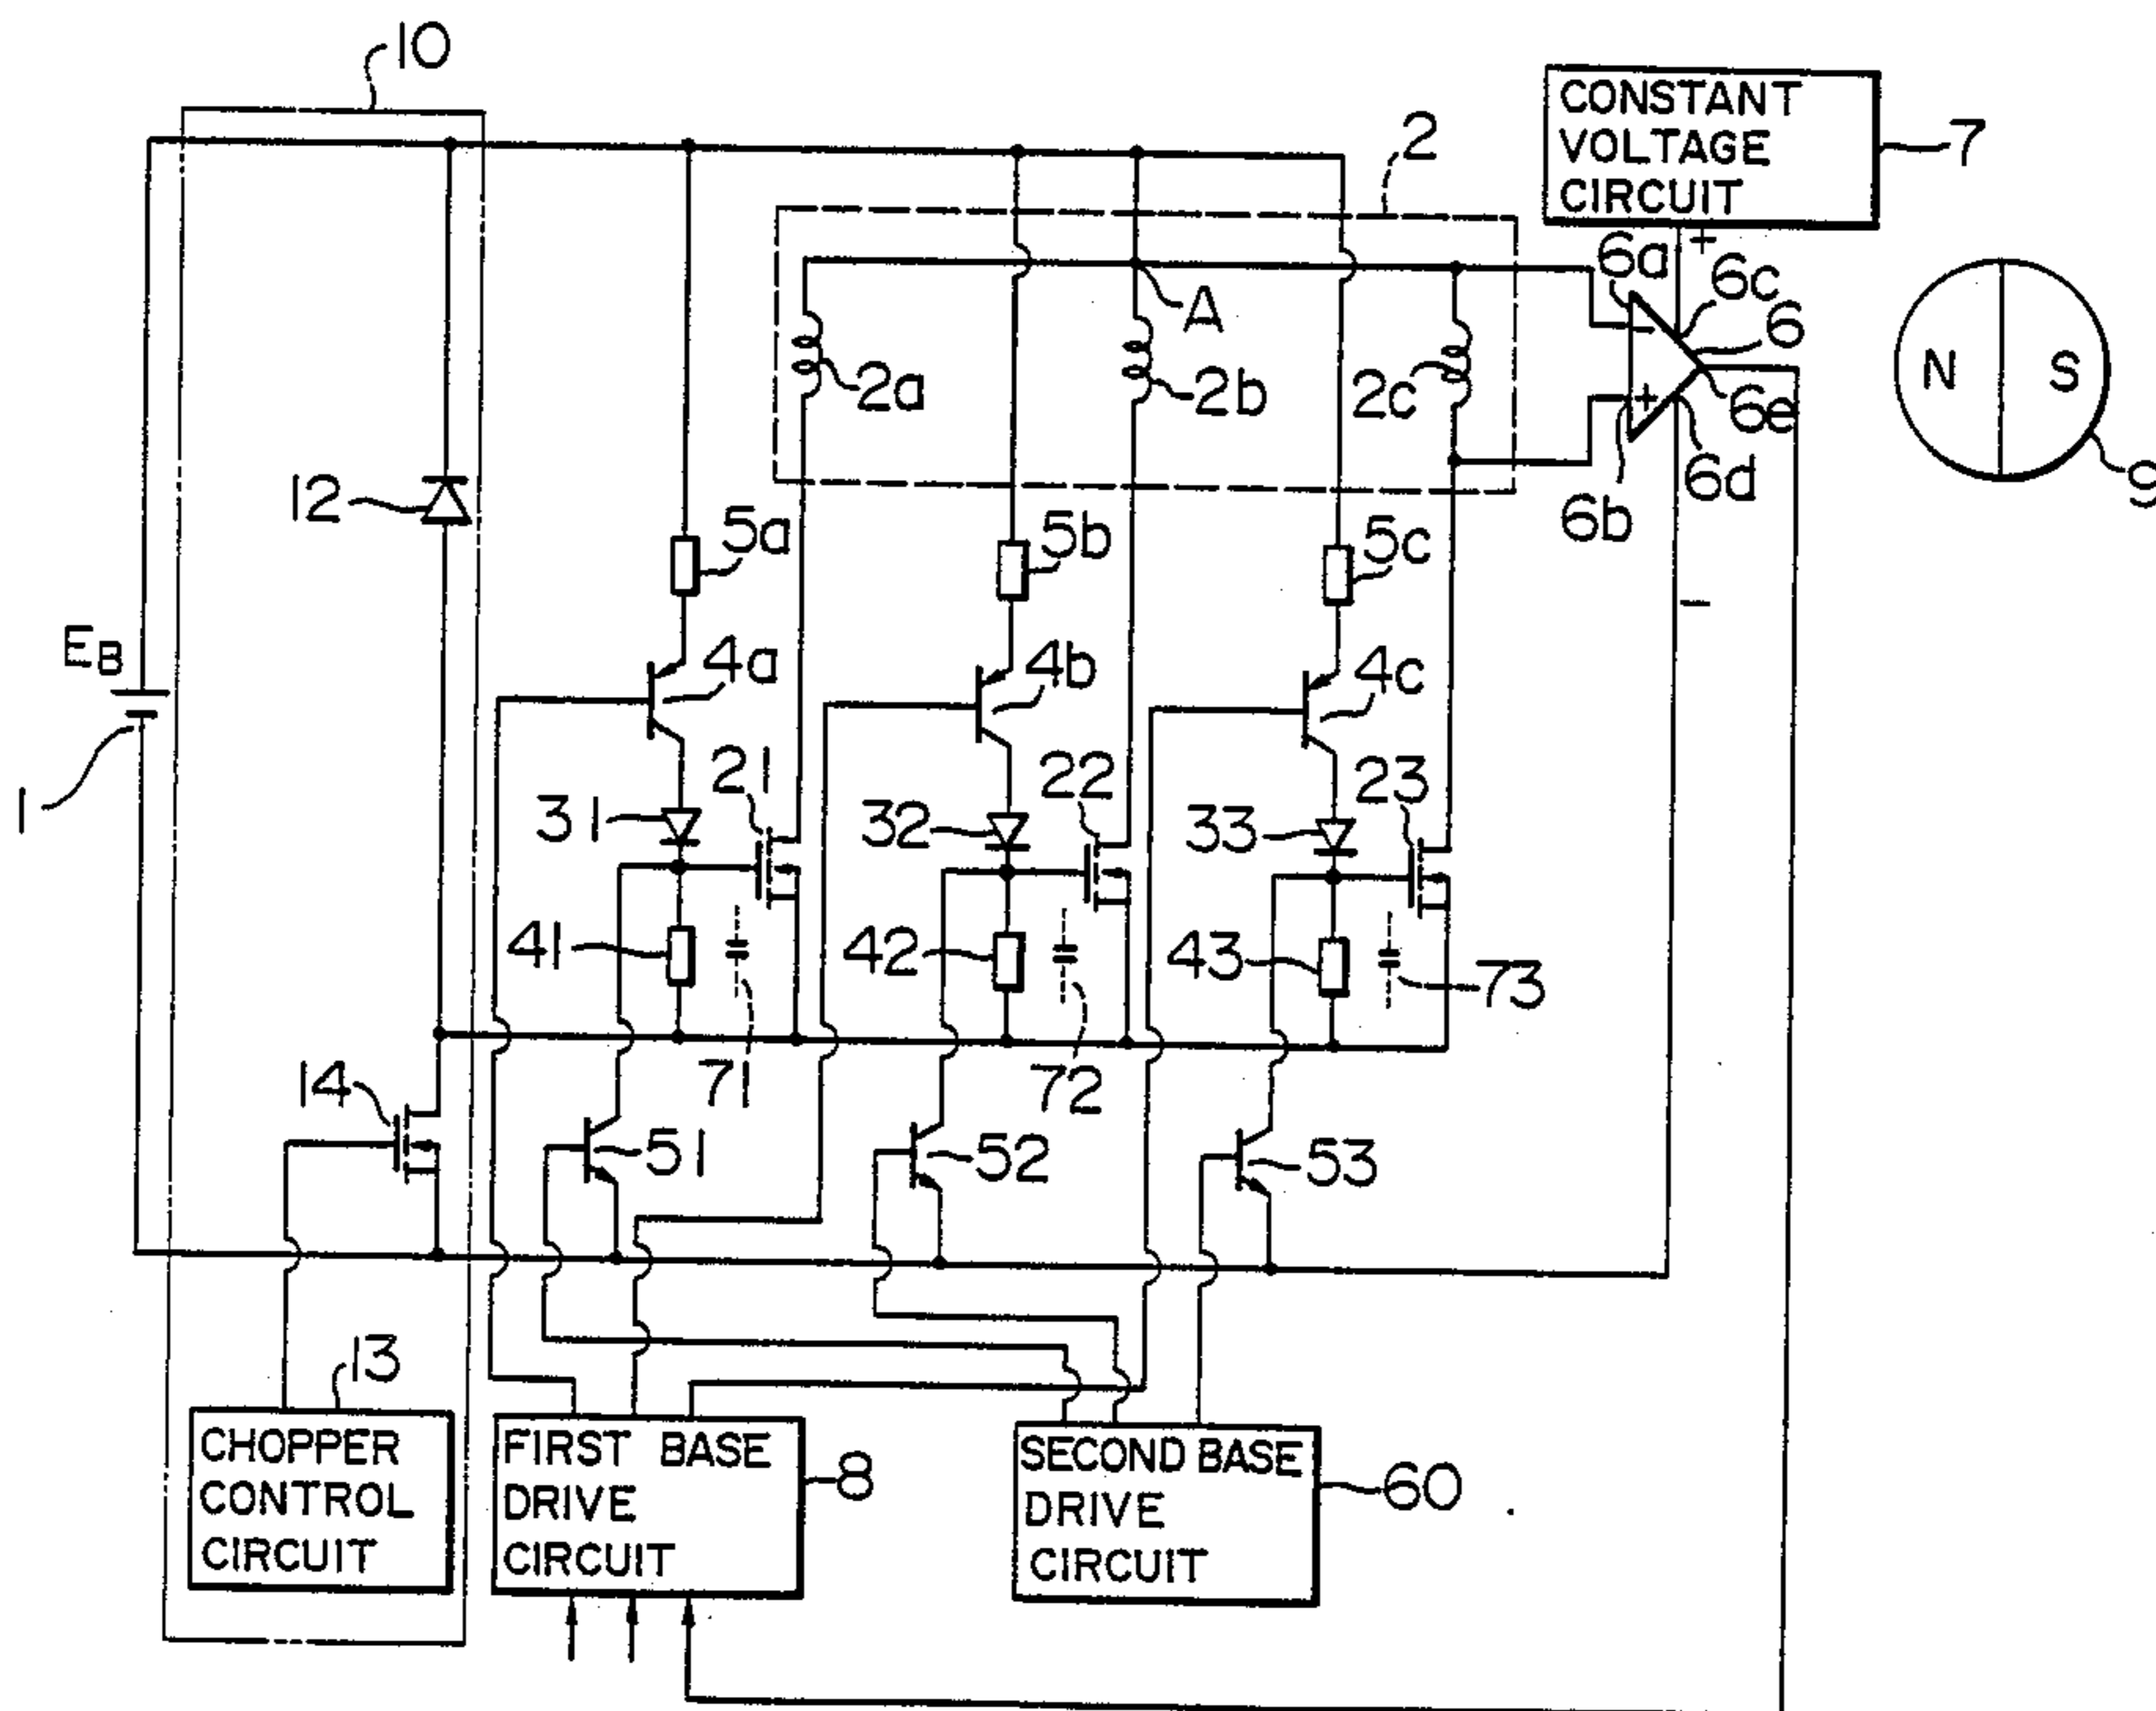 10
CONSTANT
VOLTAGE
CIRCUIT
7
2
+
6a
6c
6
A
−
N
S
2a
2b
2c
+
6e
6d
9
12
6b
5a
5b
5c
−
EB
4a
4b
4c
1
21
22
23
31
32
33
41
42
43
73
71
72
14
51
52
53
13
CHOPPER
CONTROL
CIRCUIT
FIRST BASE
DRIVE
CIRCUIT
8
SECOND BASE
DRIVE
CIRCUIT
60